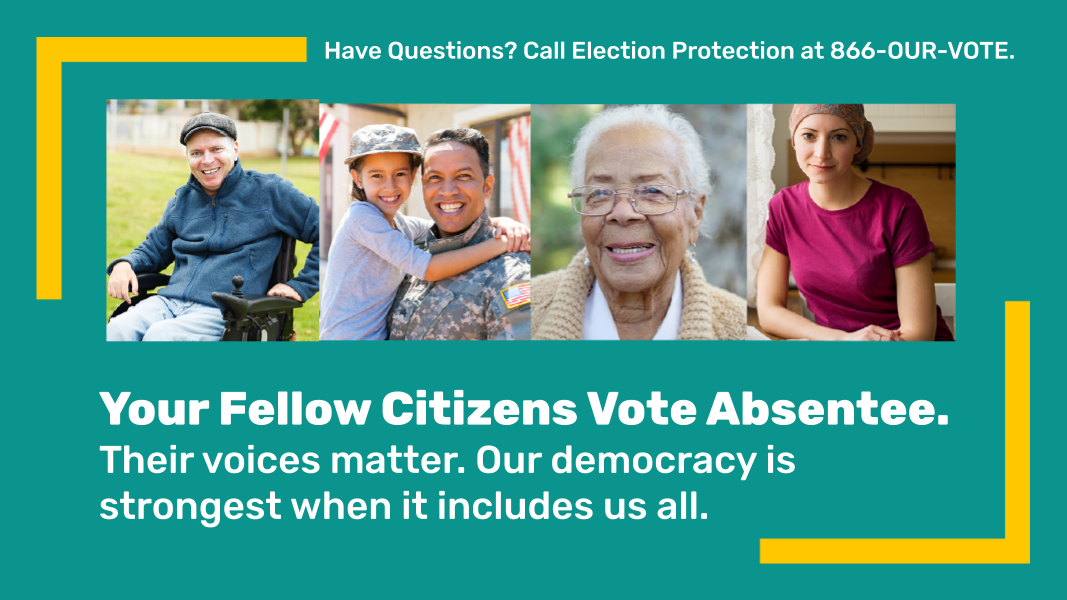 Have Questions? Call Election Protection at 866-OUR-VOTE.
Your Fellow Citizens Vote Absentee.
Their voices matter. Our democracy is
strongest when it includes us all.